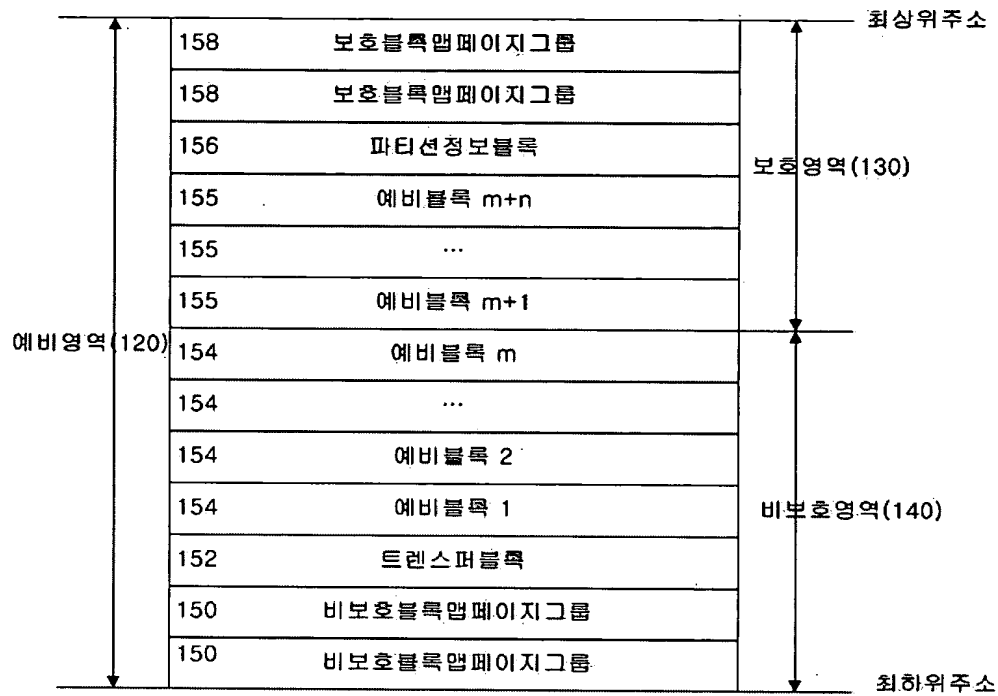 최상위주소
158 보호블록맵페이지그룹
158 보호블록맵페이지그룹
156 파티션정보블록
보호영역(130)
155 예비블록 m+n
155 ...
155 예비블록 m+1
예비영역(120)
154 예비블록 m
154 ...
154 예비블록 2
154 예비블록 1
비보호영역(140)
152 트렌스퍼블록
150 비보호블록맵페이지그룹
150 비보호블록맵페이지그룹
최하위주소